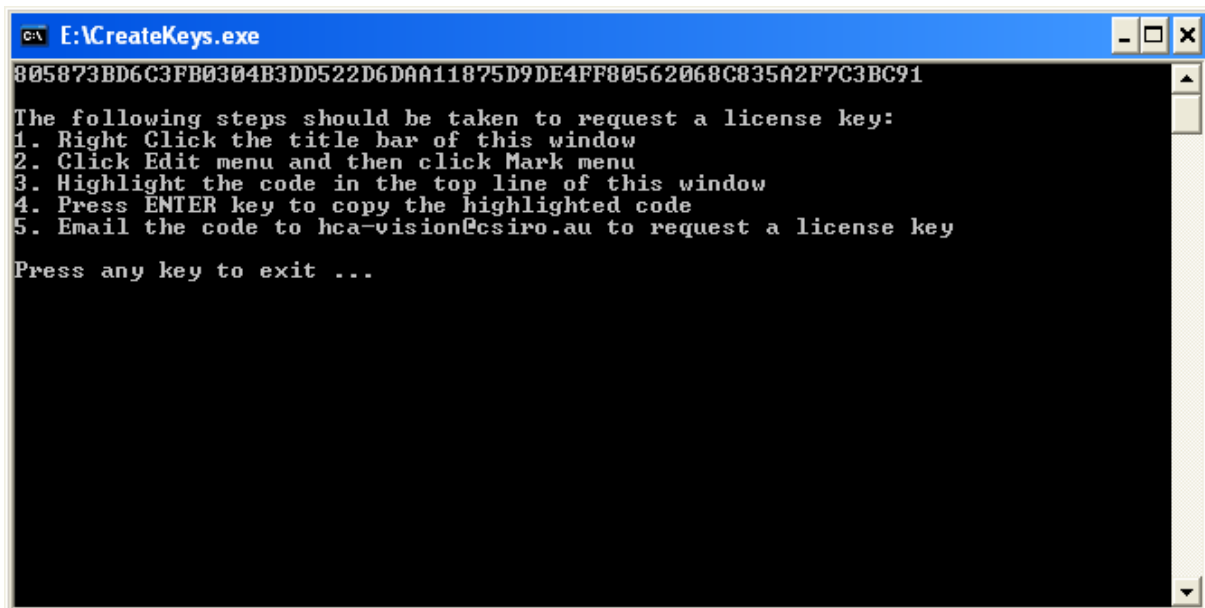 E:\CreateKeys.exe
805873BD6C3FB0304B3DD522D6DAA11875D9DE4FF80562068C835A2F7C3BC91
The following steps should be taken to request a license key:
1. Right Click the title bar of this window
2. Click Edit menu and then click Mark menu
3. Highlight the code in the top line of this window
4. Press ENTER key to copy the highlighted code
5. Email the code to hca-vision@csiro.au to request a license key
Press any key to exit ...